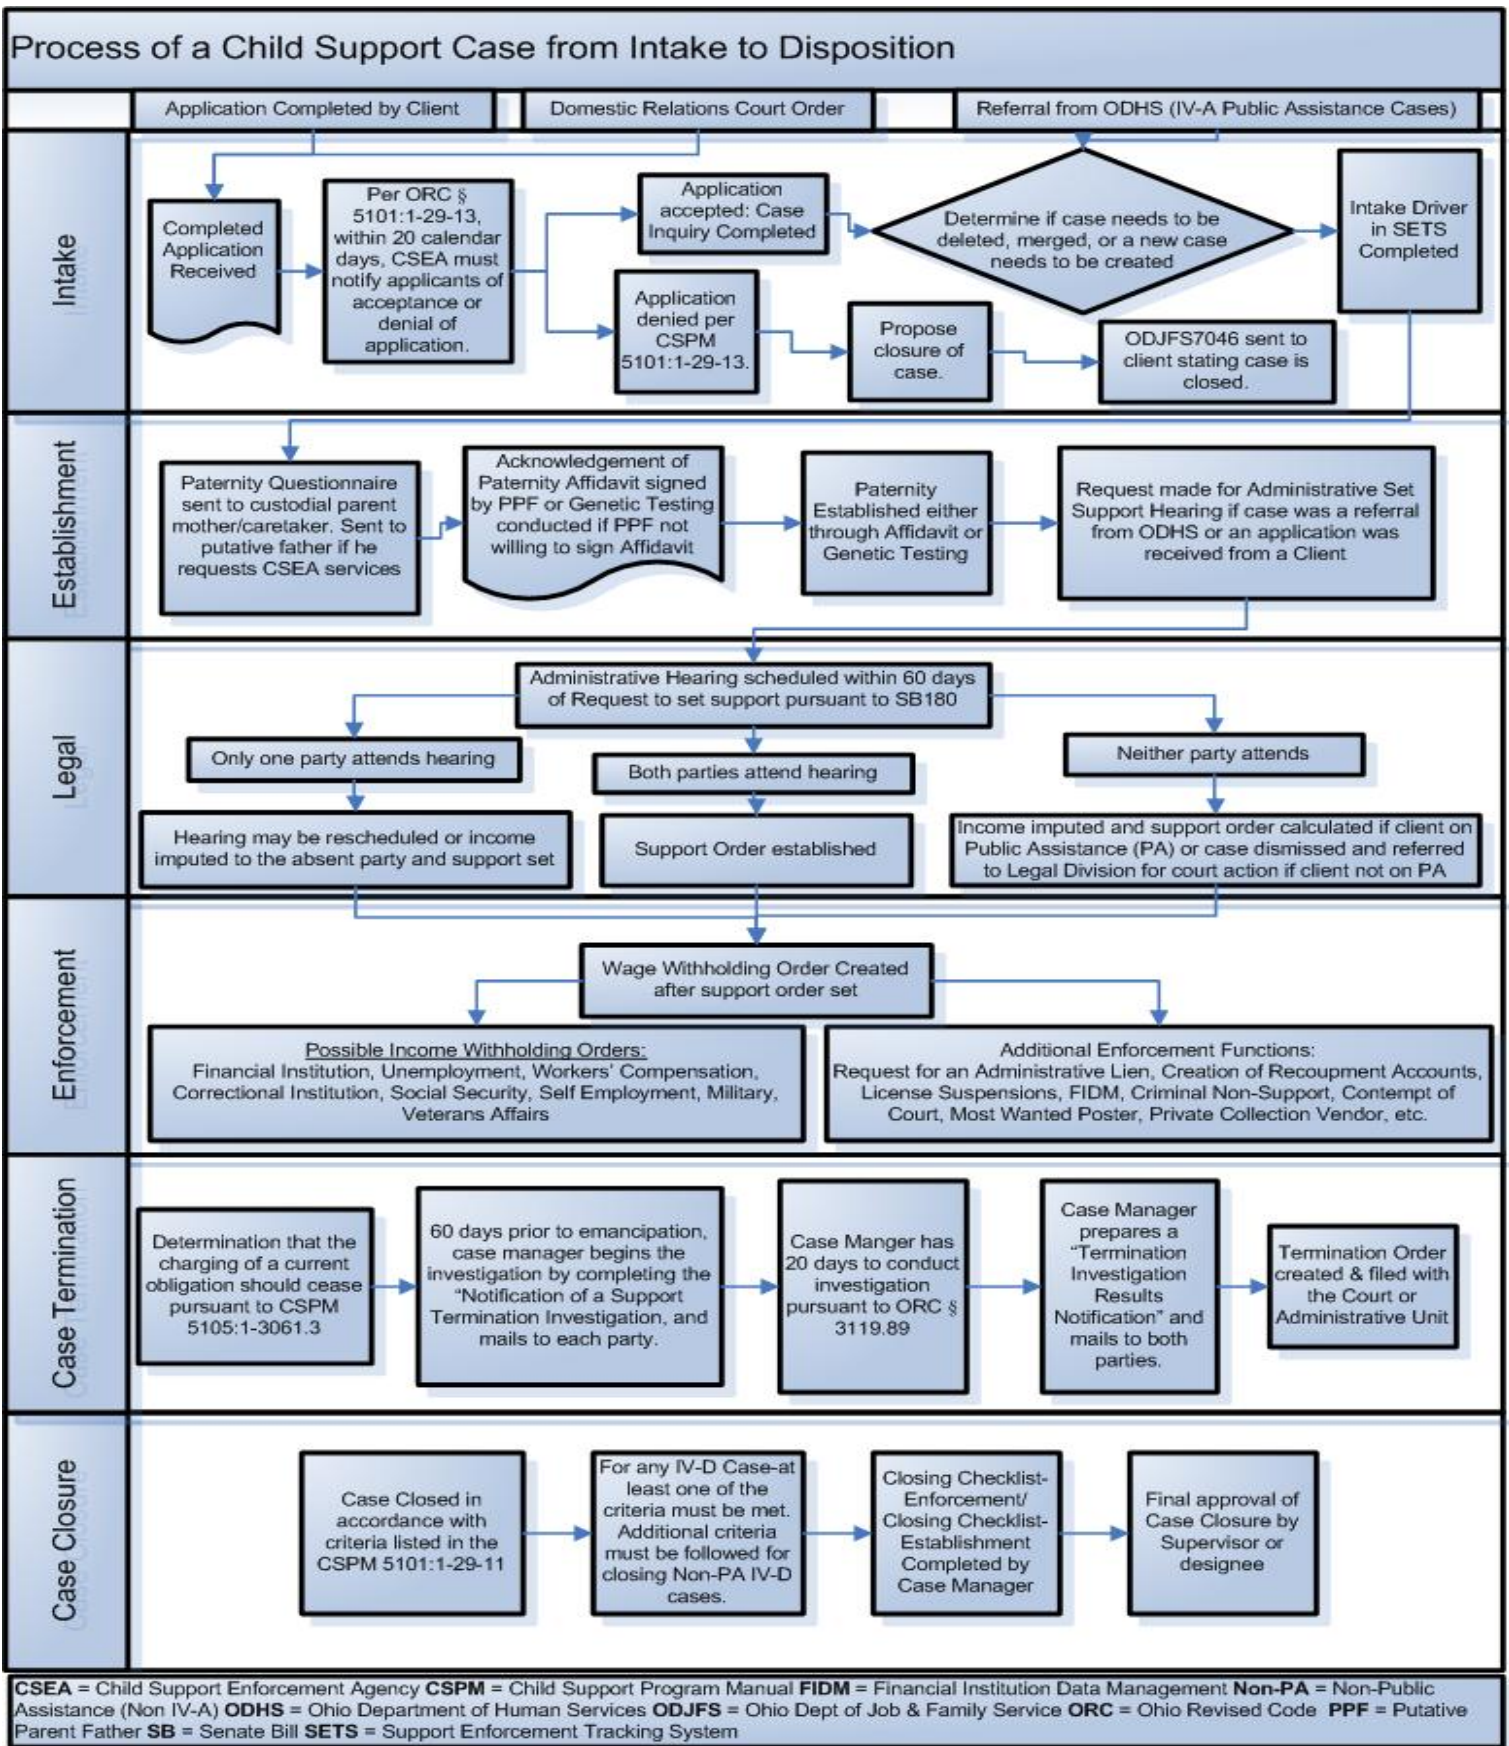 Process of a Child Support Case from Intake to Disposition
Application Completed by Client
Domestic Relations Court Order
Referral from ODHS (IV-A Public Assistance Cases)
Intake
Completed
Application
Received
Per ORC §
5101:1-29-13,
within 20 calendar
days, CSEA must
notify applicants of
acceptance or
denial of
application.
Application
accepted: Case
Inquiry Completed
Application
denied per
CSPM
5101:1-29-13.
Propose
closure of
case.
Determine if case needs to be
deleted, merged, or a new case
needs to be created
ODJFS7046 sent to
client stating case is
closed.
Intake Driver
in SETS
Completed
Establishment
Paternity Questionnaire
sent to custodial parent
mother/caretaker. Sent to
putative father if he
requests CSEA services
Acknowledgement of
Paternity Affidavit signed
by PPF or Genetic Testing
conducted if PPF not
willing to sign Affidavit
Paternity
Established either
through Affidavit or
Genetic Testing
Request made for Administrative Set
Support Hearing if case was a referral
from ODHS or an application was
received from a Client
Legal
Administrative Hearing scheduled within 60 days
of Request to set support pursuant to SB180
Only one party attends hearing
Both parties attend hearing
Neither party attends
Hearing may be rescheduled or income
imputed to the absent party and support set
Support Order established
Income imputed and support order calculated if client on
Public Assistance (PA) or case dismissed and referred
to Legal Division for court action if client not on PA
Enforcement
Wage Withholding Order Created
after support order set
Possible Income Withholding Orders:
Financial Institution, Unemployment, Workers' Compensation,
Correctional Institution, Social Security, Self Employment, Military,
Veterans Affairs
Additional Enforcement Functions:
Request for an Administrative Lien, Creation of Recoupment Accounts,
License Suspensions, FIDM, Criminal Non-Support, Contempt of
Court, Most Wanted Poster, Private Collection Vendor, etc.
Case Termination
Determination that the
charging of a current
obligation should cease
pursuant to CSPM
5105:1-3061.3
60 days prior to emancipation,
case manager begins the
investigation by completing the
"Notification of a Support
Termination Investigation, and
mails to each party.
Case Manger has
20 days to conduct
investigation
pursuant to ORC §
3119.89
Case Manager
prepares a
"Termination
Investigation
Results
Notification" and
mails to both
parties.
Termination Order
created & filed with
the Court or
Administrative Unit
Case Closure
Case Closed in
accordance with
criteria listed in the
CSPM 5101:1-29-11
For any IV-D Case-at
least one of the
criteria must be met.
Additional criteria
must be followed for
closing Non-PA IV-D
cases.
Closing Checklist-
Enforcement/
Closing Checklist-
Establishment
Completed by
Case Manager
Final approval of
Case Closure by
Supervisor or
designee
CSEA = Child Support Enforcement Agency CSPM = Child Support Program Manual FIDM = Financial Institution Data Management Non-PA = Non-Public
Assistance (Non IV-A) ODHS = Ohio Department of Human Services ODJFS = Ohio Dept of Job & Family Service ORC = Ohio Revised Code PPF = Putative
Parent Father SB = Senate Bill SETS = Support Enforcement Tracking System